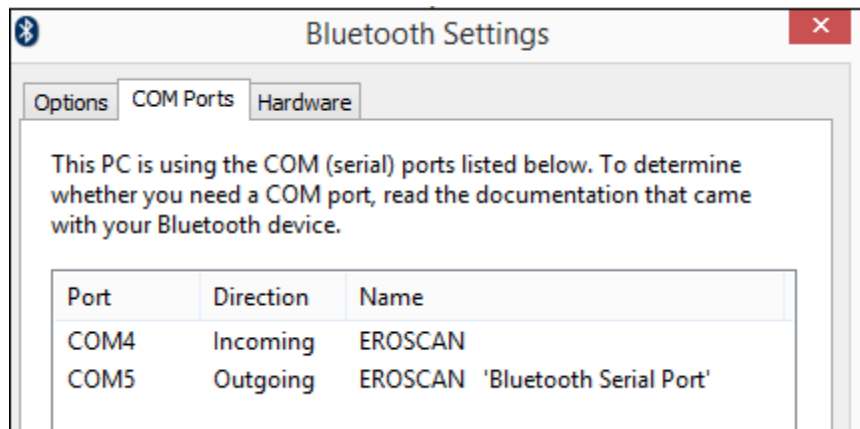 Bluetooth Settings
Options COM Ports Hardware
This PC is using the COM (serial) ports listed below. To determine
whether you need a COM port, read the documentation that came
with your Bluetooth device.
Port Direction Name
COM4 Incoming EROSCAN
COM5 Outgoing EROSCAN 'Bluetooth Serial Port'